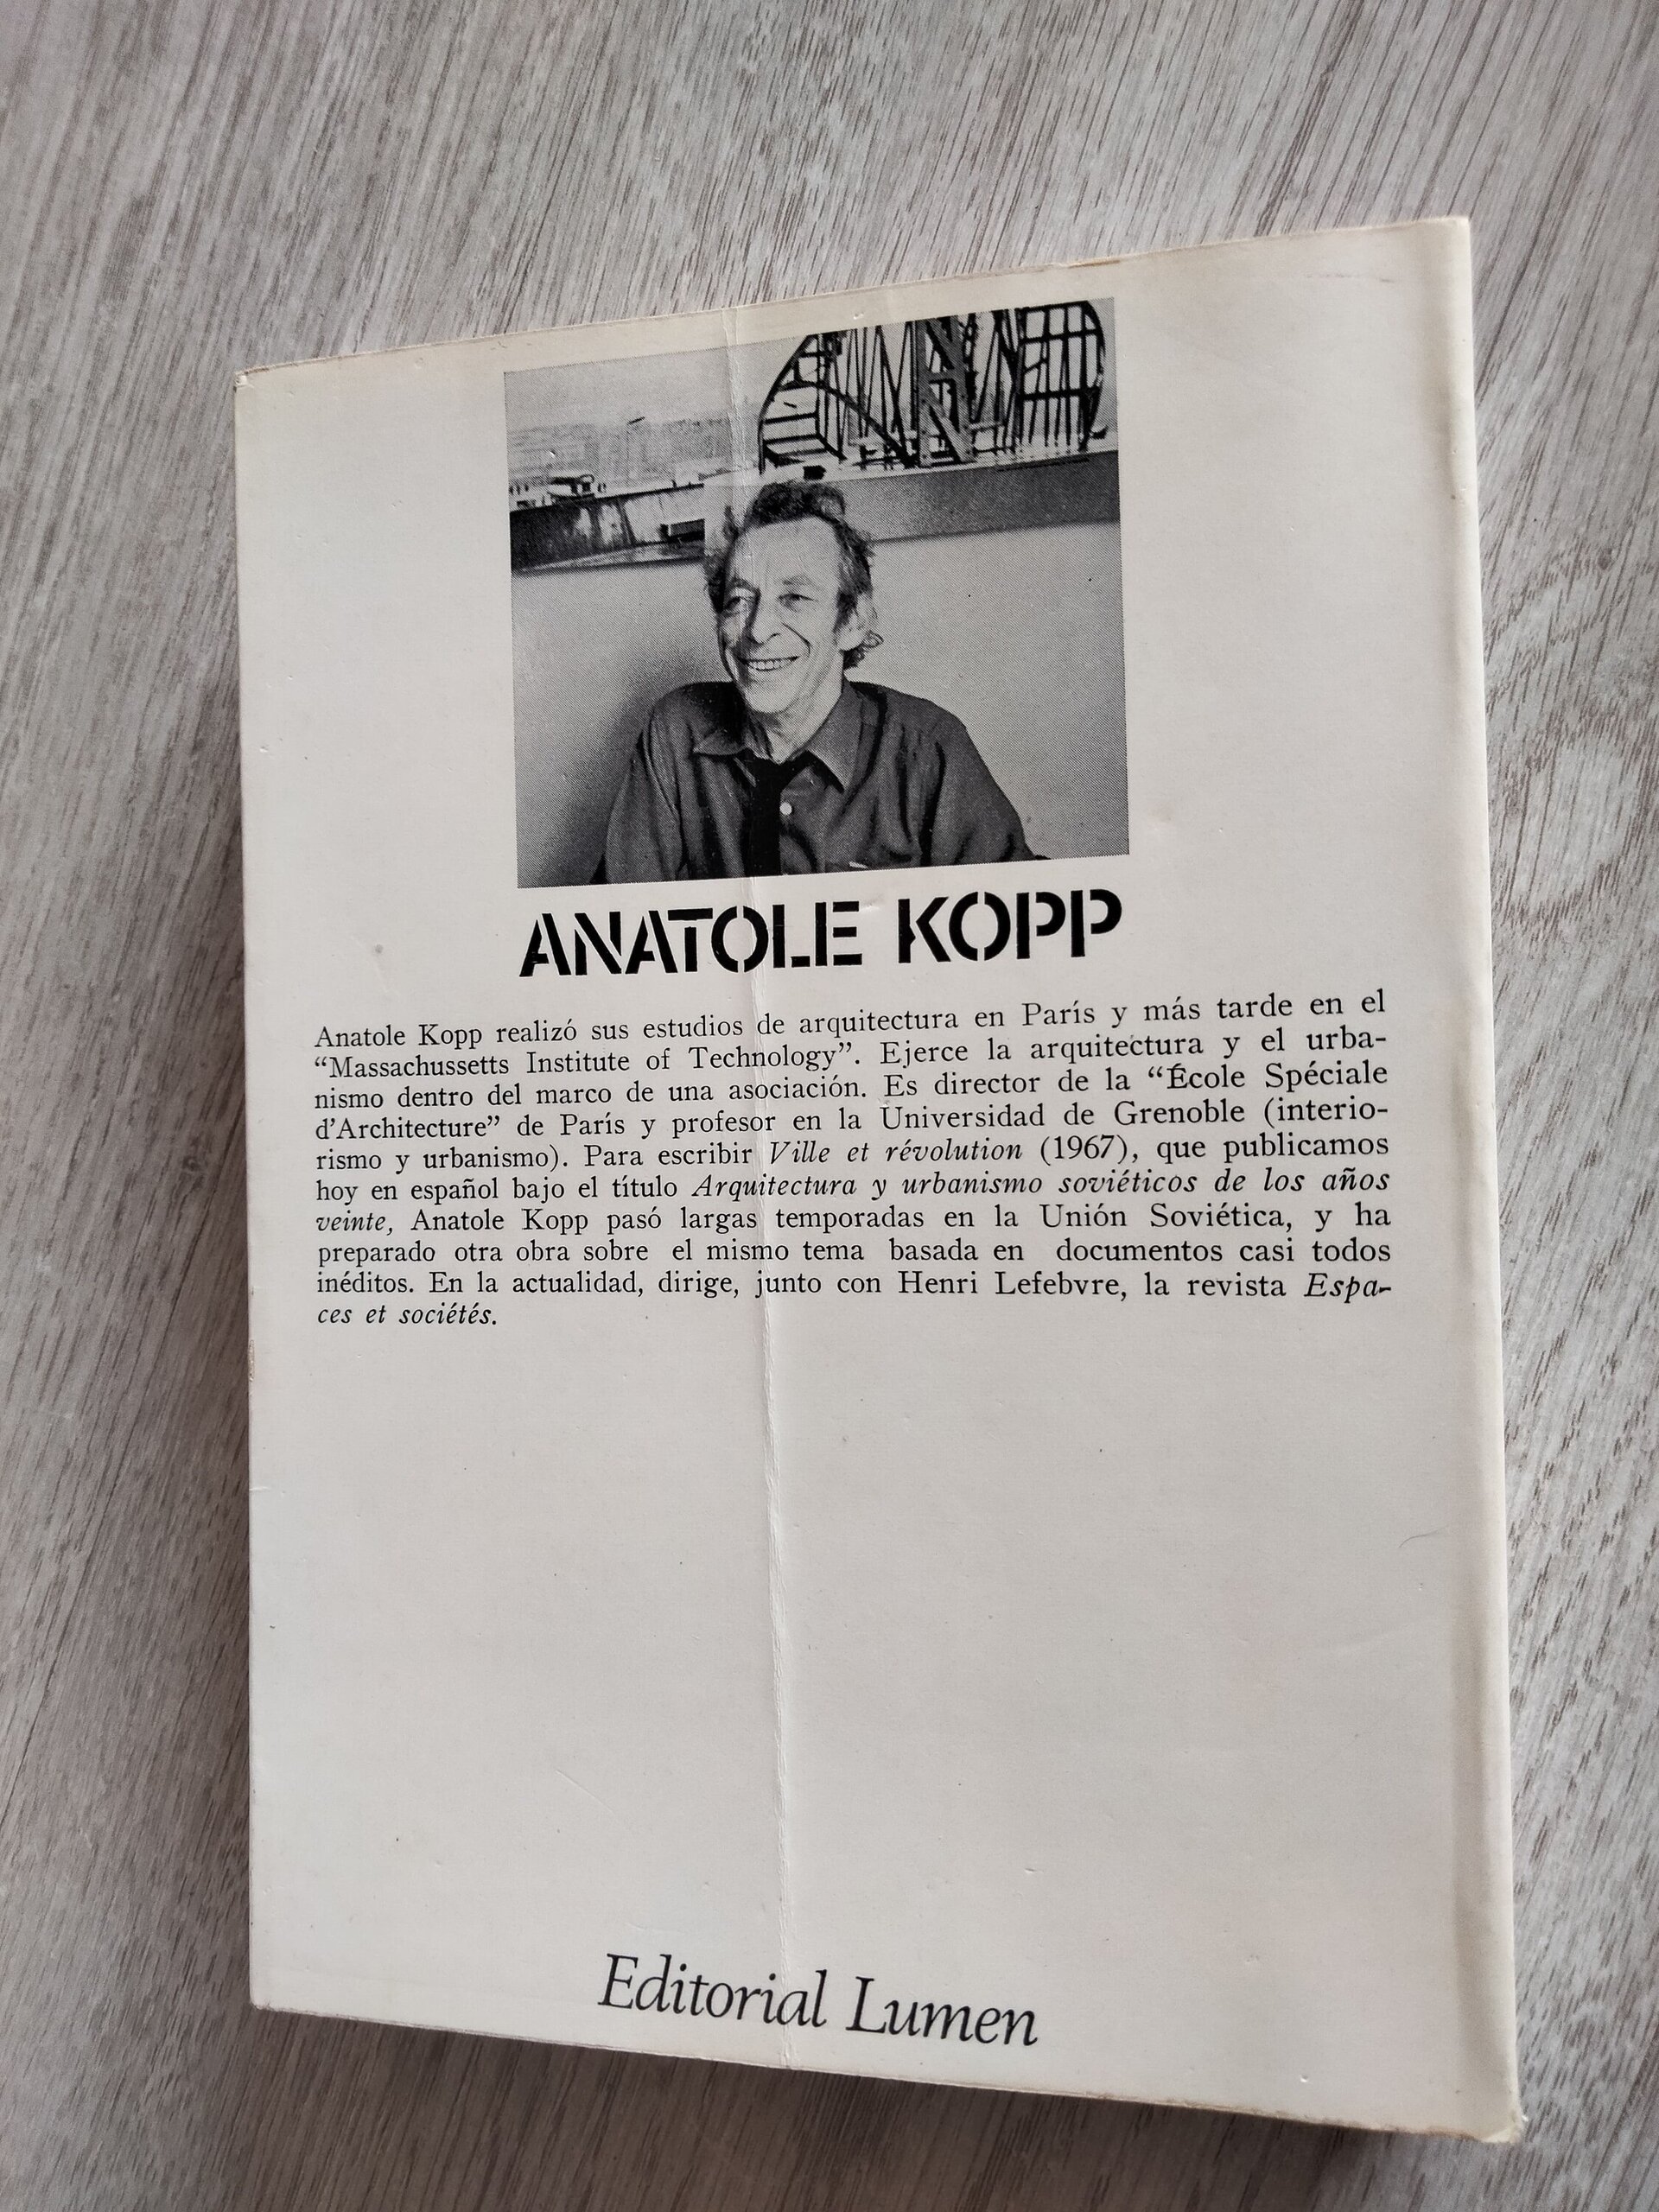 ANATOLE KOPP
Anatole Kopp realizó sus estudios de arquitectura en París y más tarde en el
“Massachussetts Institute of Technology”. Ejerce la arquitectura y el urba-
nismo dentro del marco de una asociación. Es director de la “École Spéciale
d’Architecture” de París y profesor en la Universidad de Grenoble (interio-
rismo y urbanismo). Para escribir Ville et révolution (1967), que publicamos
hoy en español bajo el título Arquitectura y urbanismo soviéticos de los años
veinte, Anatole Kopp pasó largas temporadas en la Unión Soviética, y ha
preparado otra obra sobre el mismo tema basada en documentos casi todos
inéditos. En la actualidad, dirige, junto con Henri Lefebvre, la revista Espa-
ces et sociétés.
Editorial Lumen